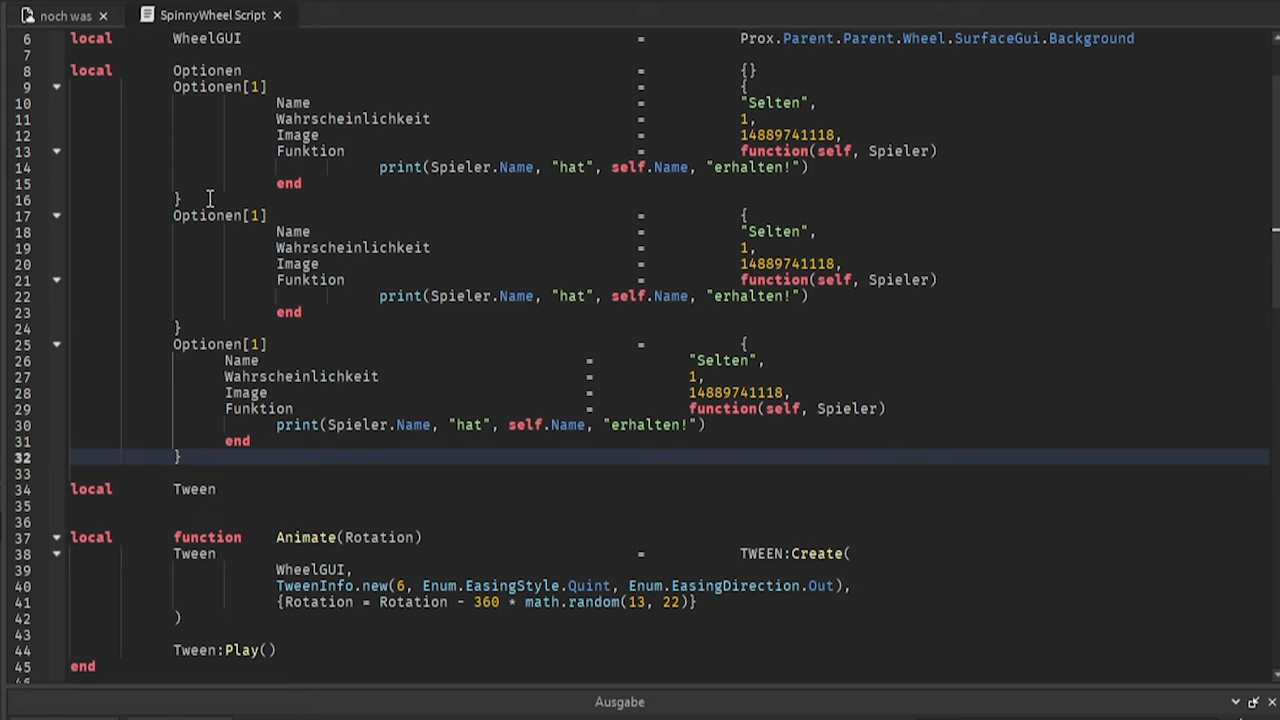 noch was
SpinnyWheel Script
6 local WheelGUI = Prox.Parent.Parent.Wheel.SurfaceGui.Background
7
8 local Optionen = {}
9 Optionen[1] = {
10 Name = "Selten",
11 Wahrscheinlichkeit = 1,
12 Image = 14889741118,
13 Funktion = function(self, Spieler)
14 print(Spieler.Name, "hat", self.Name, "erhalten!")
15 end
16 }
17 Optionen[1] = {
18 Name = "Selten",
19 Wahrscheinlichkeit = 1,
20 Image = 14889741118,
21 Funktion = function(self, Spieler)
22 print(Spieler.Name, "hat", self.Name, "erhalten!")
23 end
24 }
25 Optionen[1] = {
26 Name = "Selten",
27 Wahrscheinlichkeit = 1,
28 Image = 14889741118,
29 Funktion = function(self, Spieler)
30 print(Spieler.Name, "hat", self.Name, "erhalten!")
31 end
32 }
33
34 local Tween
35
36
37 local function Animate(Rotation)
38 Tween = TWEEN:Create(
39 WheelGUI,
40 TweenInfo.new(6, Enum.EasingStyle.Quint, Enum.EasingDirection.Out),
41 {Rotation = Rotation - 360 * math.random(13, 22)}
42 )
43
44 Tween:Play()
45 end
46
Ausgabe